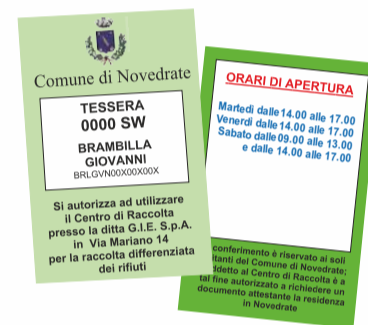 Comune di Novedrate
TESSERA
0000 SW
BRAMBILLA
GIOVANNI
BRLGVN00X00X00X
Si autorizza ad utilizzare
il Centro di Raccolta
presso la ditta G.I.E. S.p.A.
in Via Mariano 14
per la raccolta differenziata
dei rifiuti
ORARI DI APERTURA
Martedì dalle 14.00 alle 17.00
Venerdì dalle 14.00 alle 17.00
Sabato dalle 09.00 alle 13.00
e dalle 14.00 alle 17.00
conferimento è riservato ai soli
del Comune di Novedrate;
al Centro di Raccolta è a
tal fine autorizzato a richiedere un
documento attestante la residenza
in Novedrate